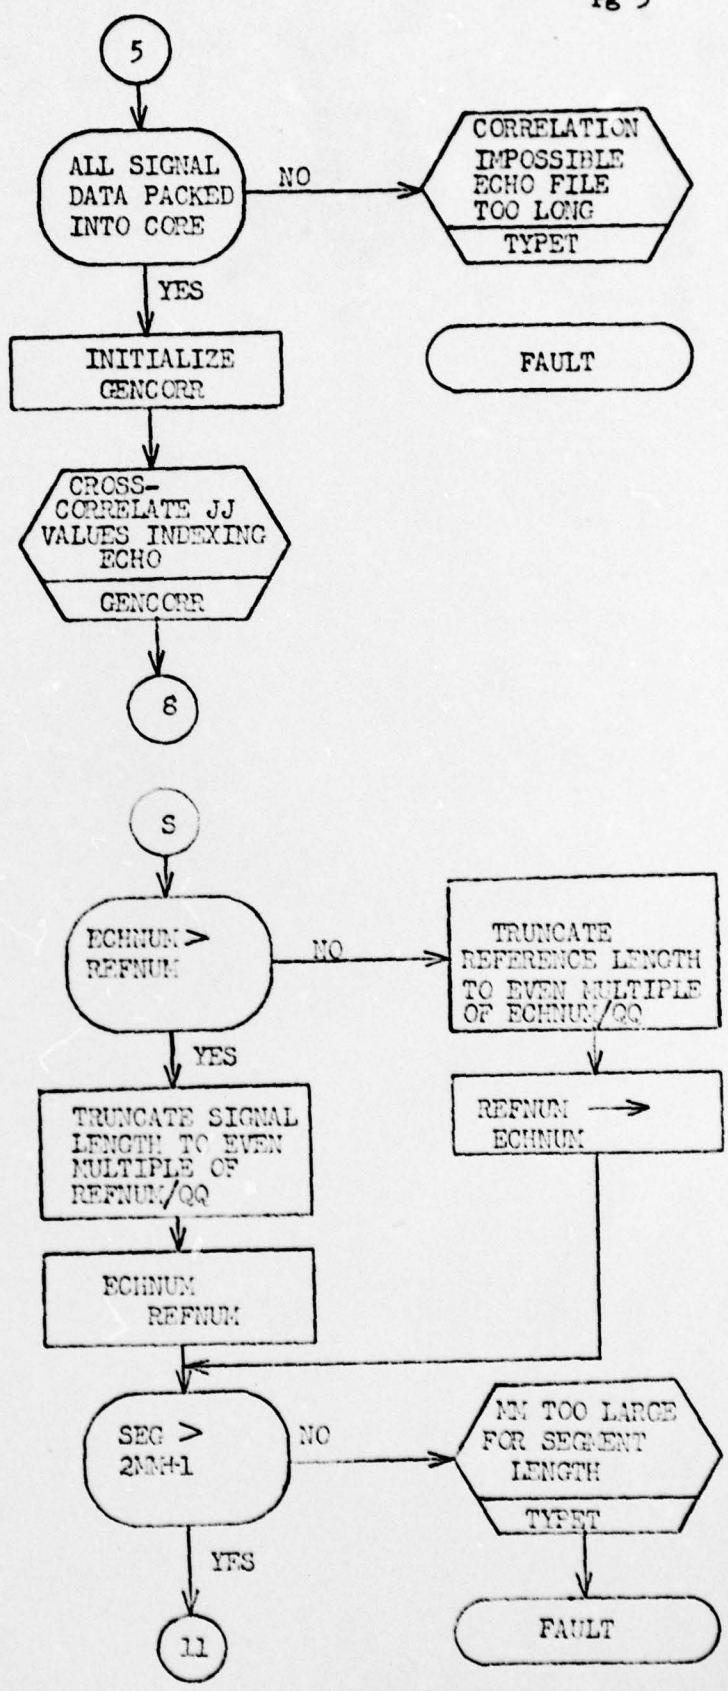 Pg 5
5
ALL SIGNAL
DATA PACKED
INTO CORE
NO
CORRELATION
IMPOSSIBLE
ECHO FILE
TOO LONG
TYPET
YES
INITIALIZE
GENCORR
FAULT
CROSS-
CORRELATE JJ
VALUES INDEXING
ECHO
GENCORR
8
S
ECHNUM >
REFNUM
NO
TRUNCATE
REFERENCE LENGTH
TO EVEN MULTIPLE
OF ECHNUM/QQ
YES
TRUNCATE SIGNAL
LENGTH TO EVEN
MULTIPLE OF
REFNUM/QQ
REFNUM →
ECHNUM
ECHNUM
REFNUM
SEG >
2MM+1
NO
MM TOO LARGE
FOR SEGMENT
LENGTH
TYPET
YES
11
FAULT